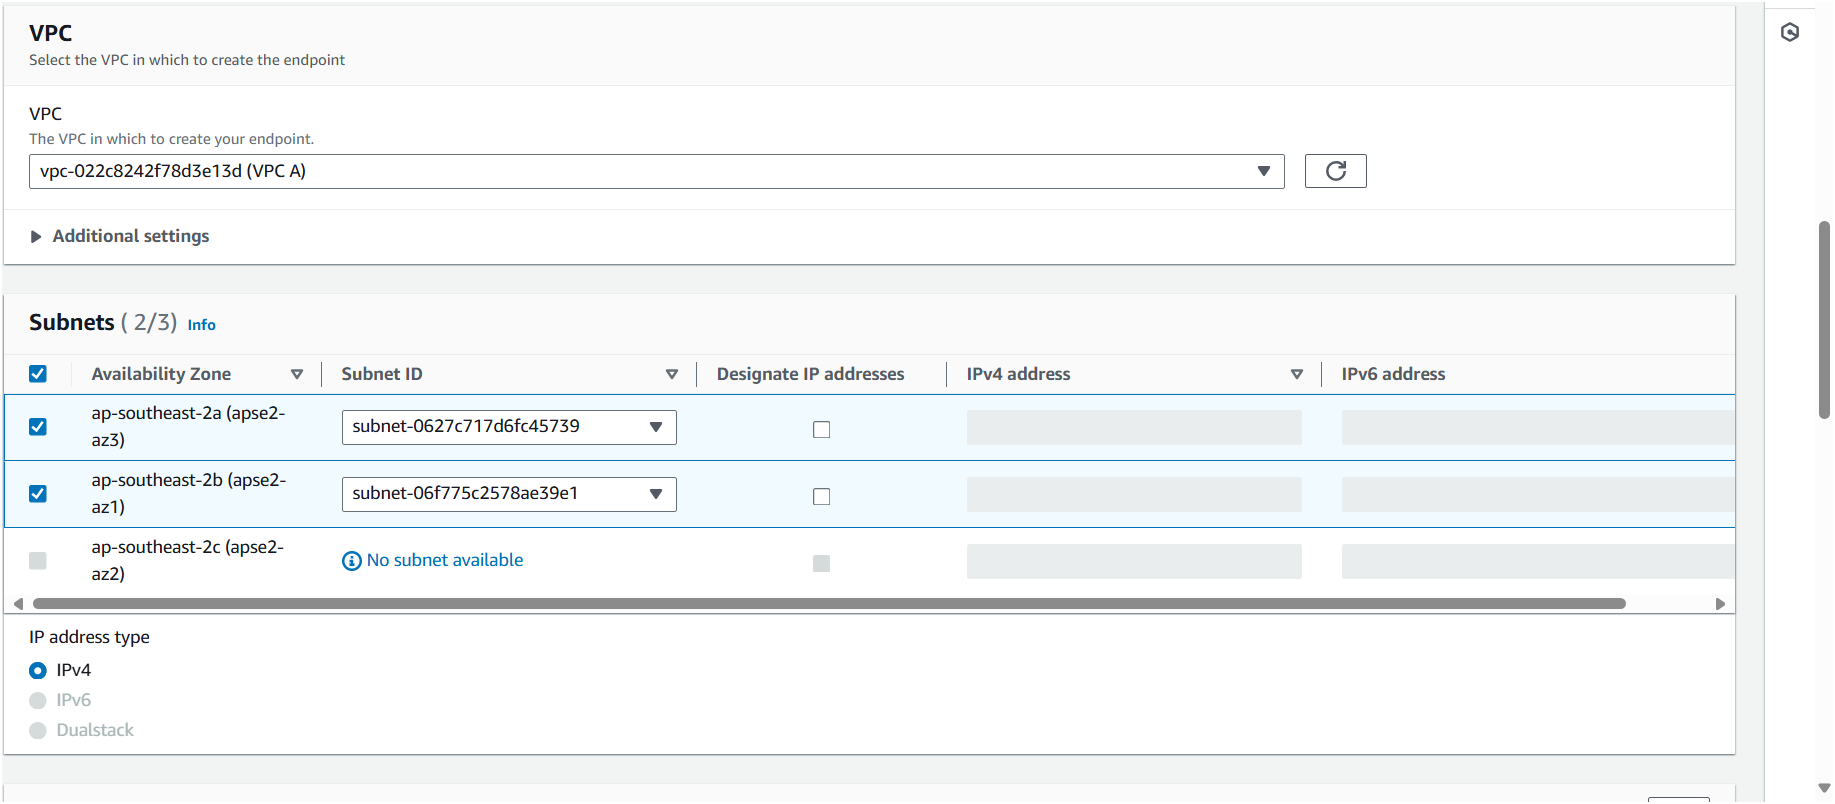 VPC
Select the VPC in which to create the endpoint
VPC
The VPC in which to create your endpoint.
vpc-022c8242f78d3e13d (VPC A)
Additional settings
Subnets ( 2/3) Info
Availability Zone Subnet ID Designate IP addresses IPv4 address IPv6 address
ap-southeast-2a (apse2-
az3)
subnet-0627c717d6fc45739
ap-southeast-2b (apse2-
az1)
subnet-06f775c2578ae39e1
ap-southeast-2c (apse2-
az2)
No subnet available
IP address type
IPv4
IPv6
Dualstack